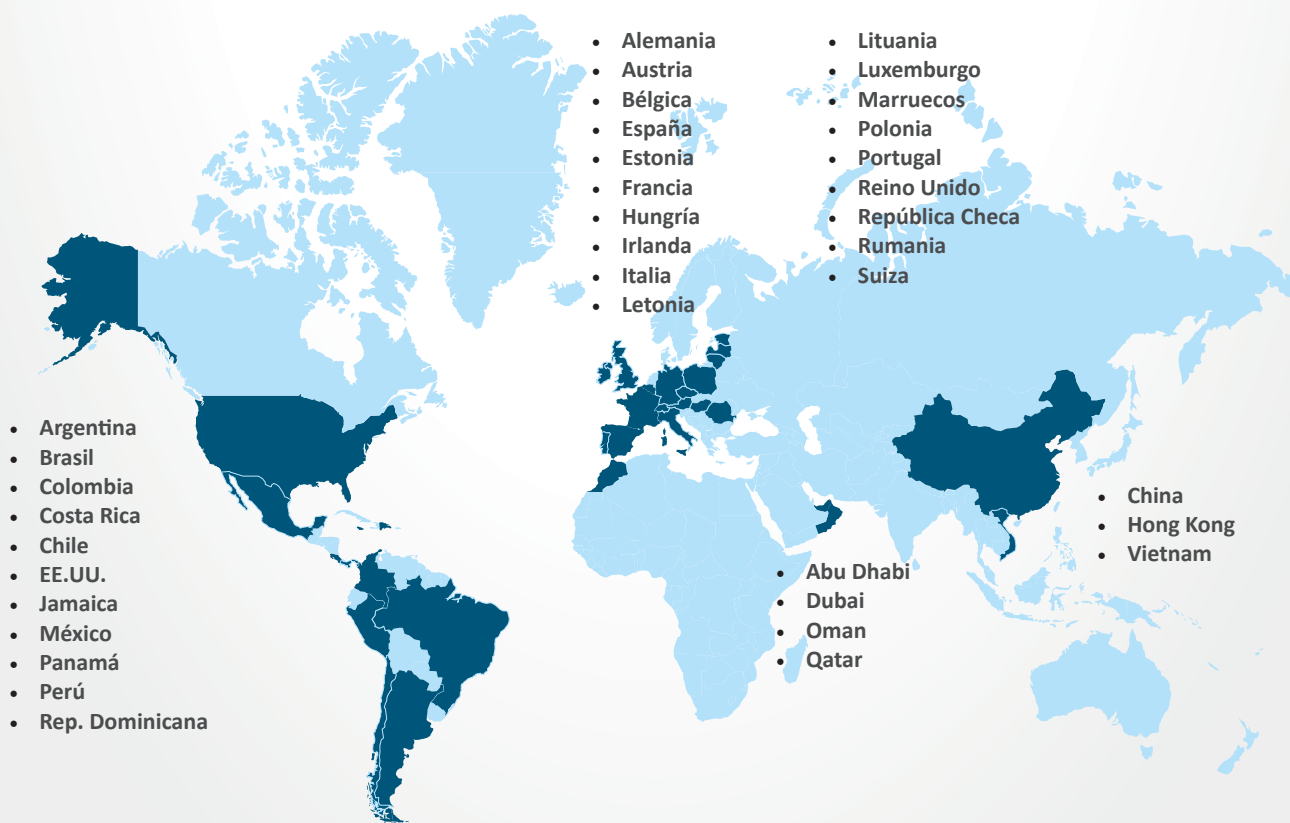 • Alemania
• Austria
• Bélgica
• España
• Estonia
• Francia
• Hungría
• Irlanda
• Italia
• Letonia
• Lituania
• Luxemburgo
• Marruecos
• Polonia
• Portugal
• Reino Unido
• República Checa
• Rumania
• Suiza
• Argentina
• Brasil
• Colombia
• Costa Rica
• Chile
• EE.UU.
• Jamaica
• México
• Panamá
• Perú
• Rep. Dominicana
• Abu Dhabi
• Dubai
• Oman
• Qatar
• China
• Hong Kong
• Vietnam